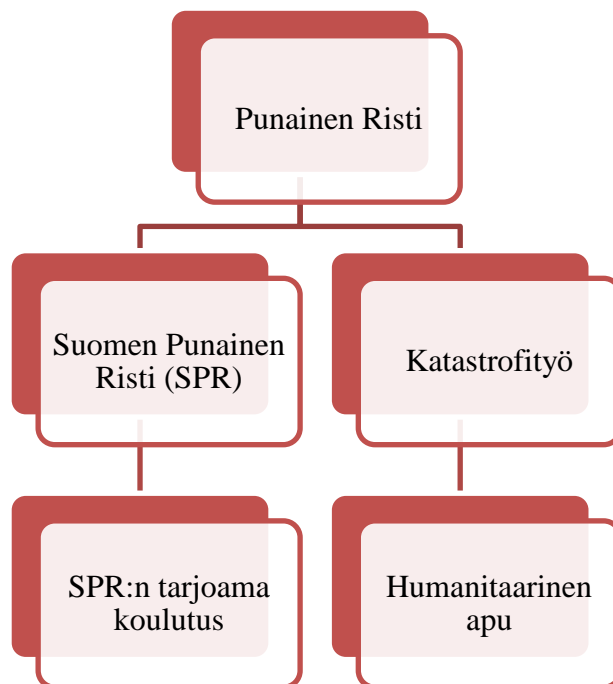 Punainen Risti
Suomen Punainen
Risti (SPR)
Katastrofityö
SPR:n tarjoama
koulutus
Humanitaarinen
apu